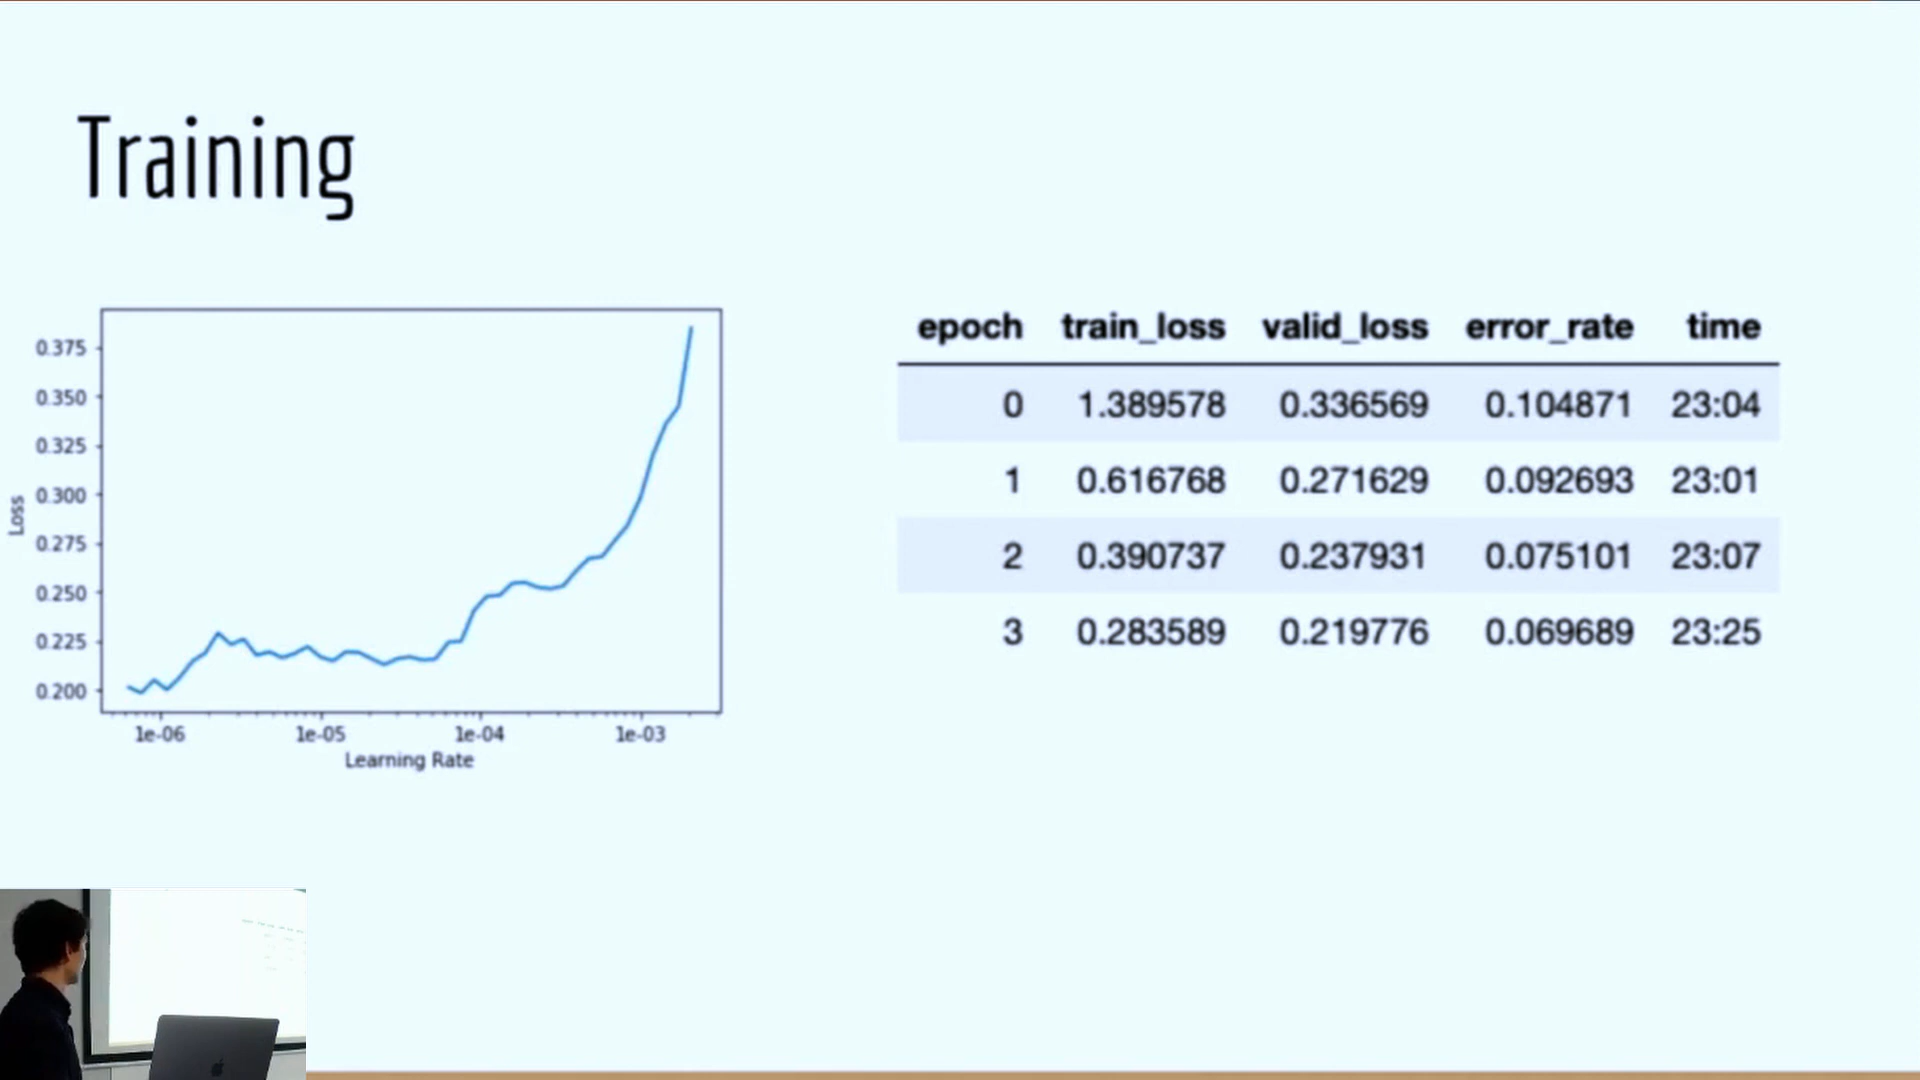 Training
0.375
0.350
0.325
0.300
0.275
0.250
0.225
0.200
Loss
1e-06 1e-05 1e-04 1e-03
Learning Rate
epoch train_loss valid_loss error_rate time
0 1.389578 0.336569 0.104871 23:04
1 0.616768 0.271629 0.092693 23:01
2 0.390737 0.237931 0.075101 23:07
3 0.283589 0.219776 0.069689 23:25